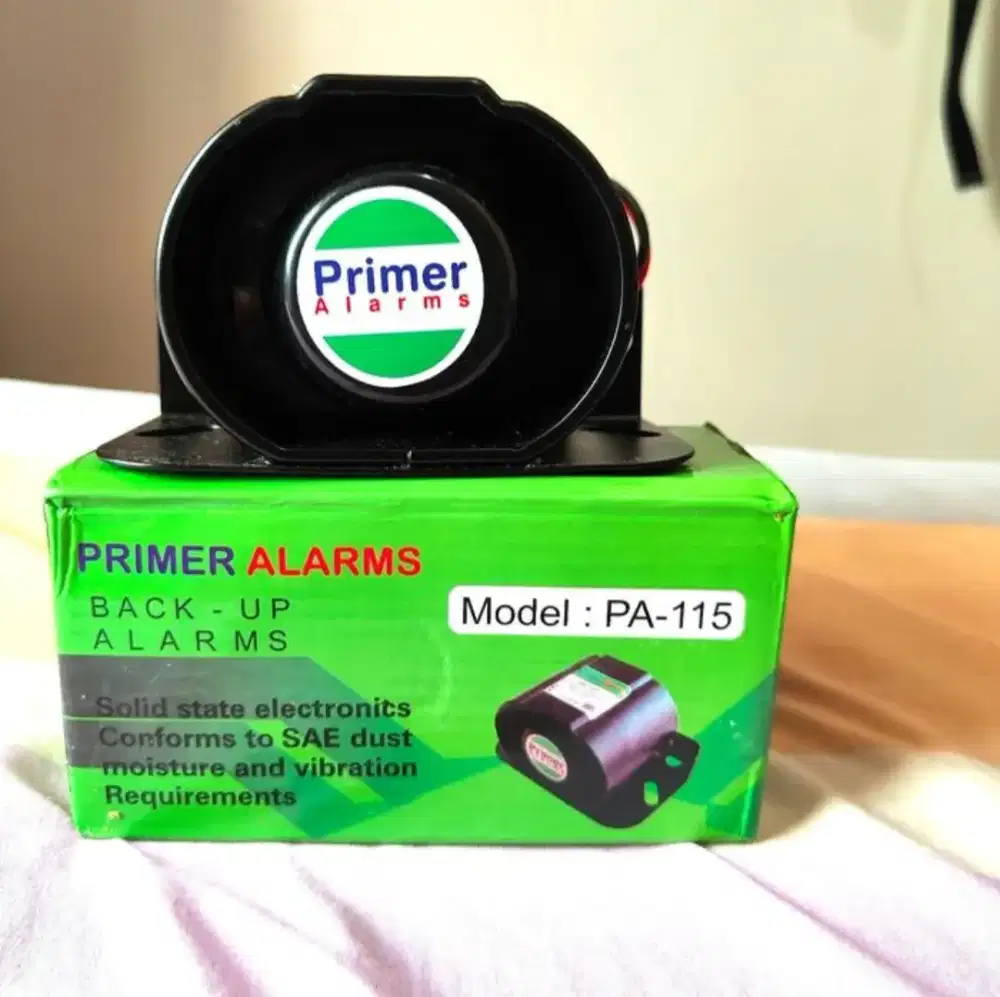 Primer
Alarms
PRIMER ALARMS
BACK - UP
ALARMS
Model : PA-115
Solid state electronics
Conforms to SAE dust
moisture and vibration
Requirements